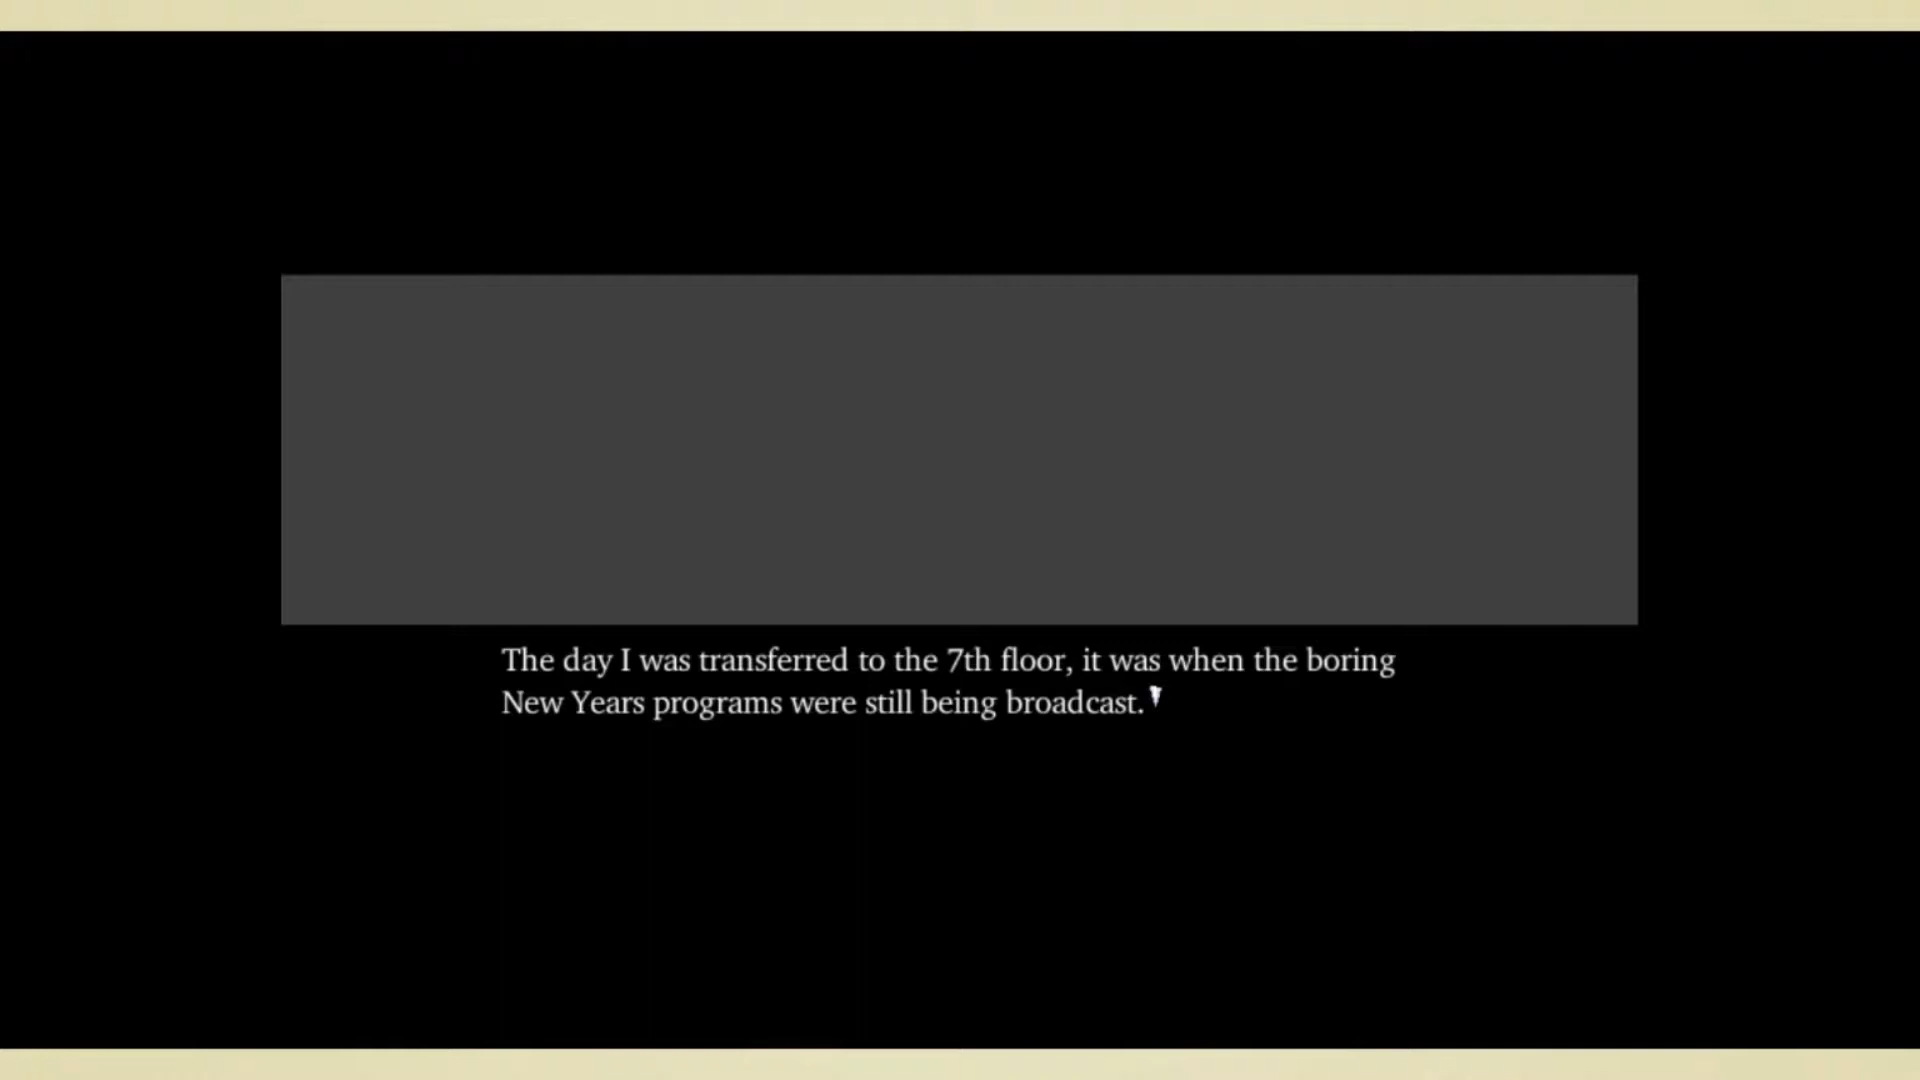 The day I was transferred to the 7th floor, it was when the boring
New Years programs were still being broadcast.